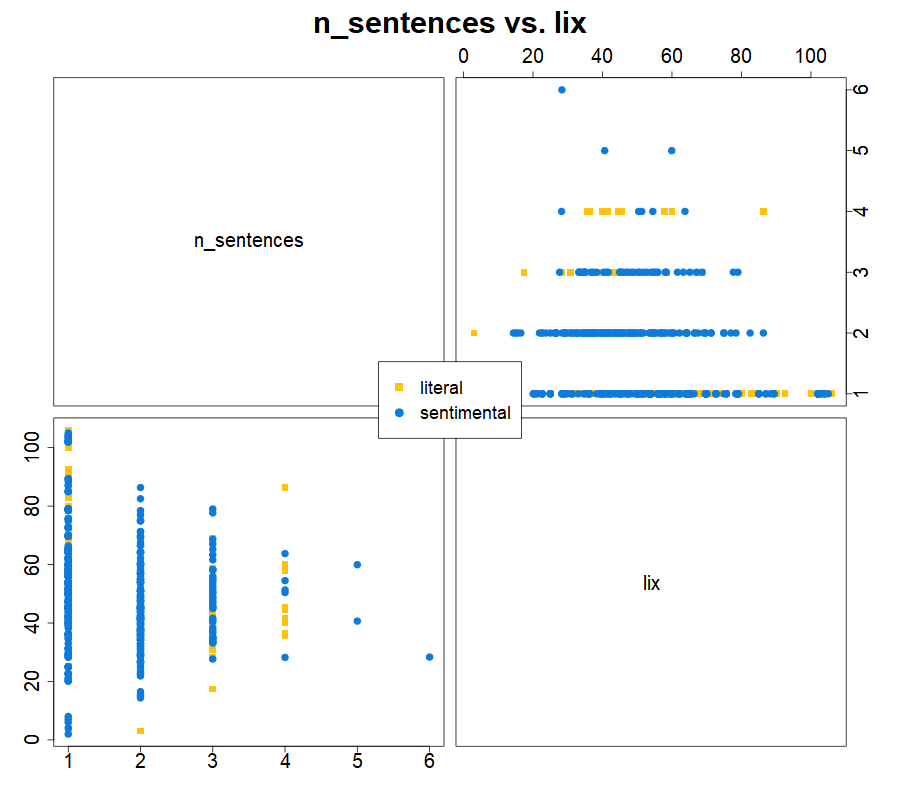 n_sentences vs. lix
0 20 40 60 80 100
n_sentences
6
5
4
3
2
1
literal
sentimental
100
80
60
40
20
0
lix
1 2 3 4 5 6